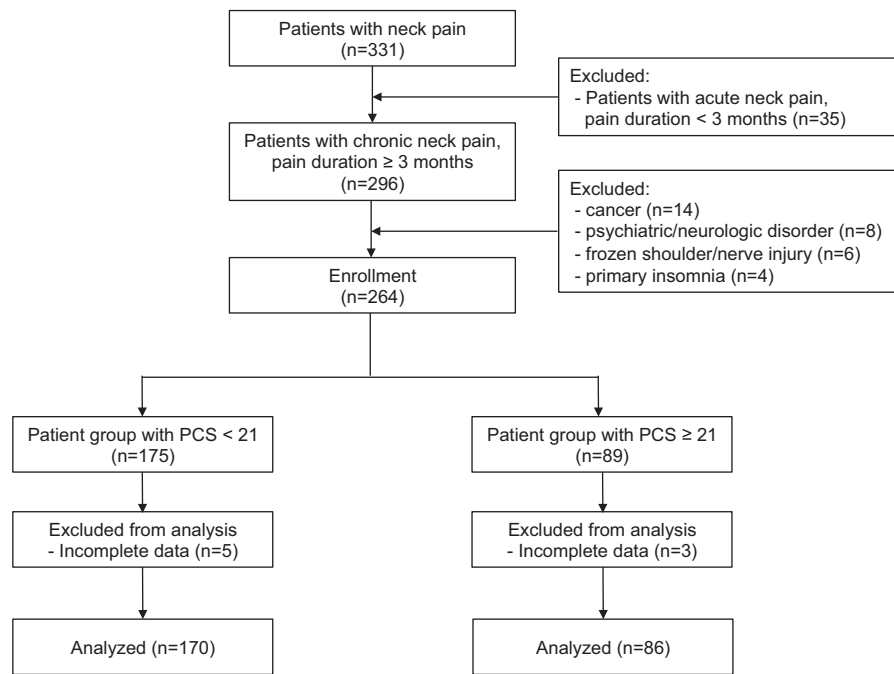 Patients with neck pain
(n=331)
Excluded:
- Patients with acute neck pain,
pain duration < 3 months (n=35)
Patients with chronic neck pain,
pain duration ≥ 3 months
(n=296)
Excluded:
- cancer (n=14)
- psychiatric/neurologic disorder (n=8)
- frozen shoulder/nerve injury (n=6)
- primary insomnia (n=4)
Enrollment
(n=264)
Patient group with PCS < 21
(n=175)
Patient group with PCS ≥ 21
(n=89)
Excluded from analysis
- Incomplete data (n=5)
Excluded from analysis
- Incomplete data (n=3)
Analyzed (n=170)
Analyzed (n=86)